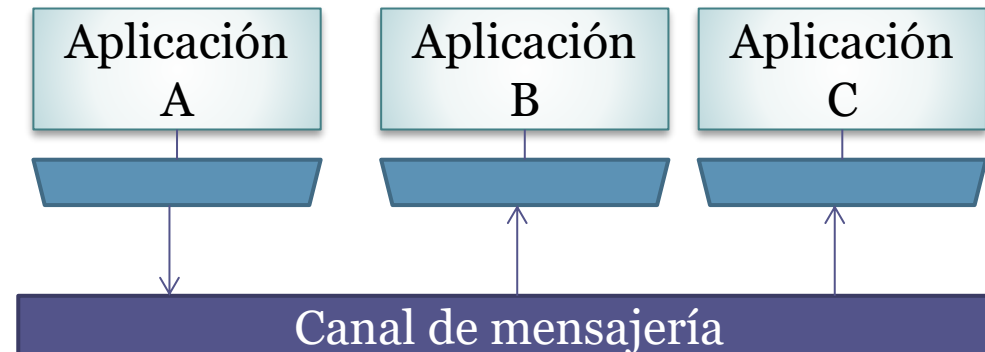 Aplicación
A
Aplicación
B
Aplicación
C
Canal de mensajería